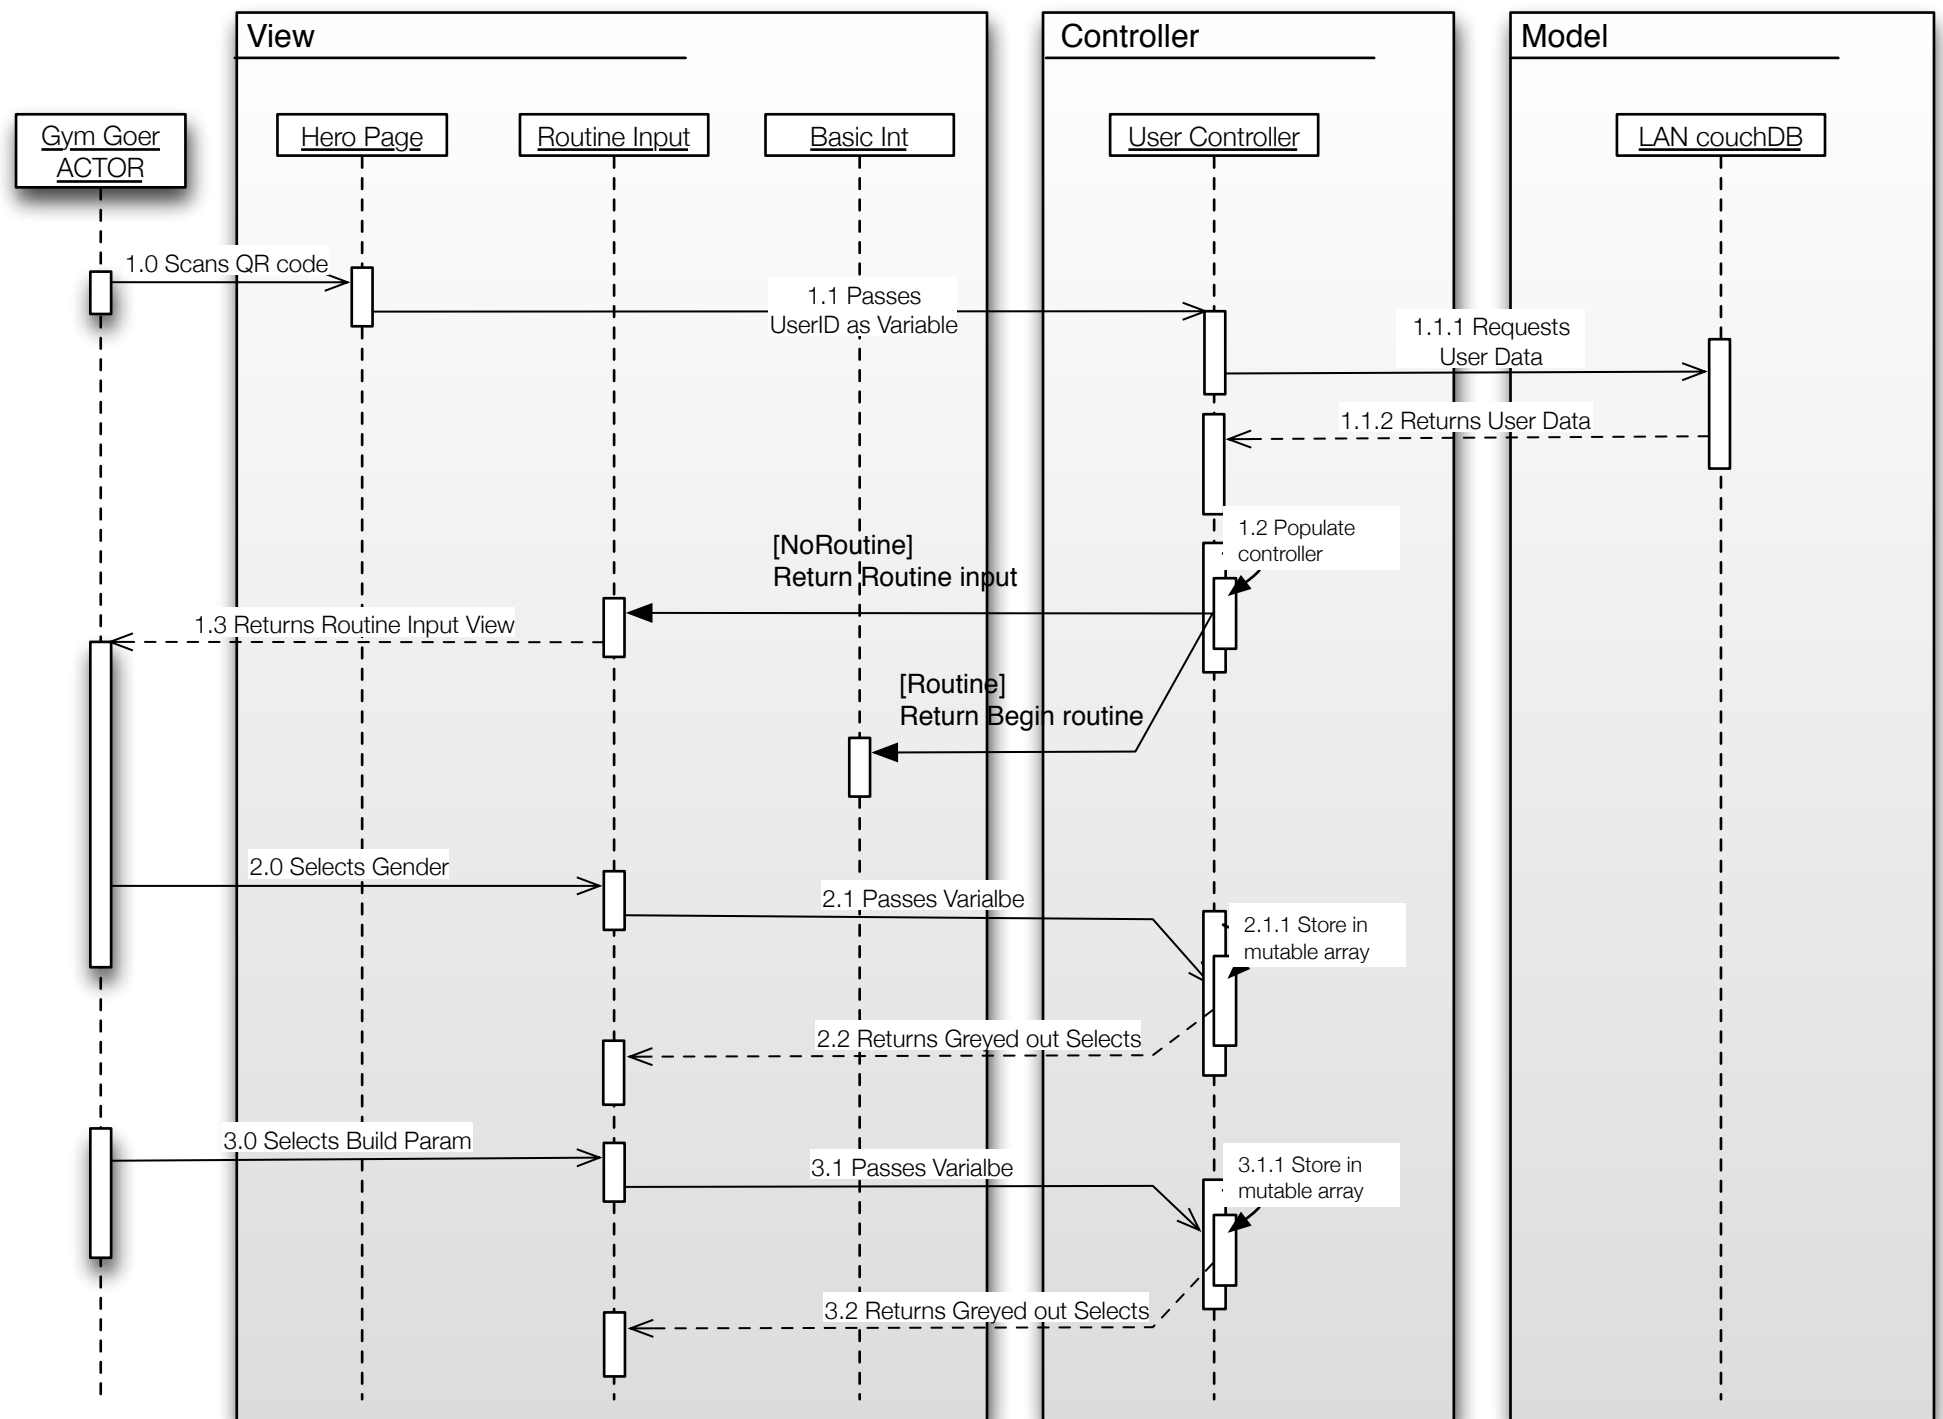 View
Controller
Model
Gym Goer
ACTOR
Hero Page
Routine Input
Basic Int
User Controller
LAN couchDB
1.0 Scans QR code
1.1 Passes
UserID as Variable
1.1.1 Requests
User Data
1.1.2 Returns User Data
1.2 Populate
controller
[NoRoutine]
Return Routine input
1.3 Returns Routine Input View
[Routine]
Return Begin routine
2.0 Selects Gender
2.1 Passes Varialbe
2.1.1 Store in
mutable array
2.2 Returns Greyed out Selects
3.0 Selects Build Param
3.1 Passes Varialbe
3.1.1 Store in
mutable array
3.2 Returns Greyed out Selects